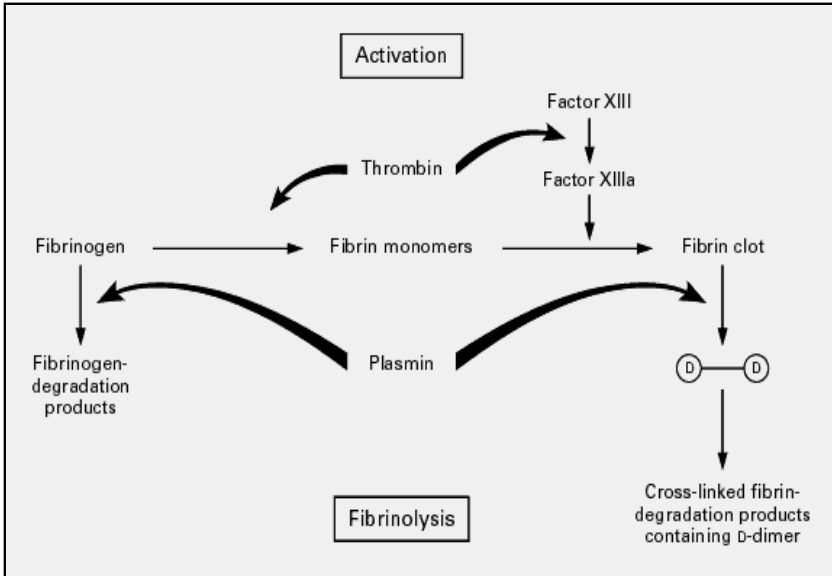 Activation
Factor XIII
Thrombin
Factor XIIIa
Fibrinogen
Fibrin monomers
Fibrin clot
Fibrinogen-
degradation
products
Plasmin
D
D
Cross-linked fibrin-
degradation products
containing D-dimer
Fibrinolysis